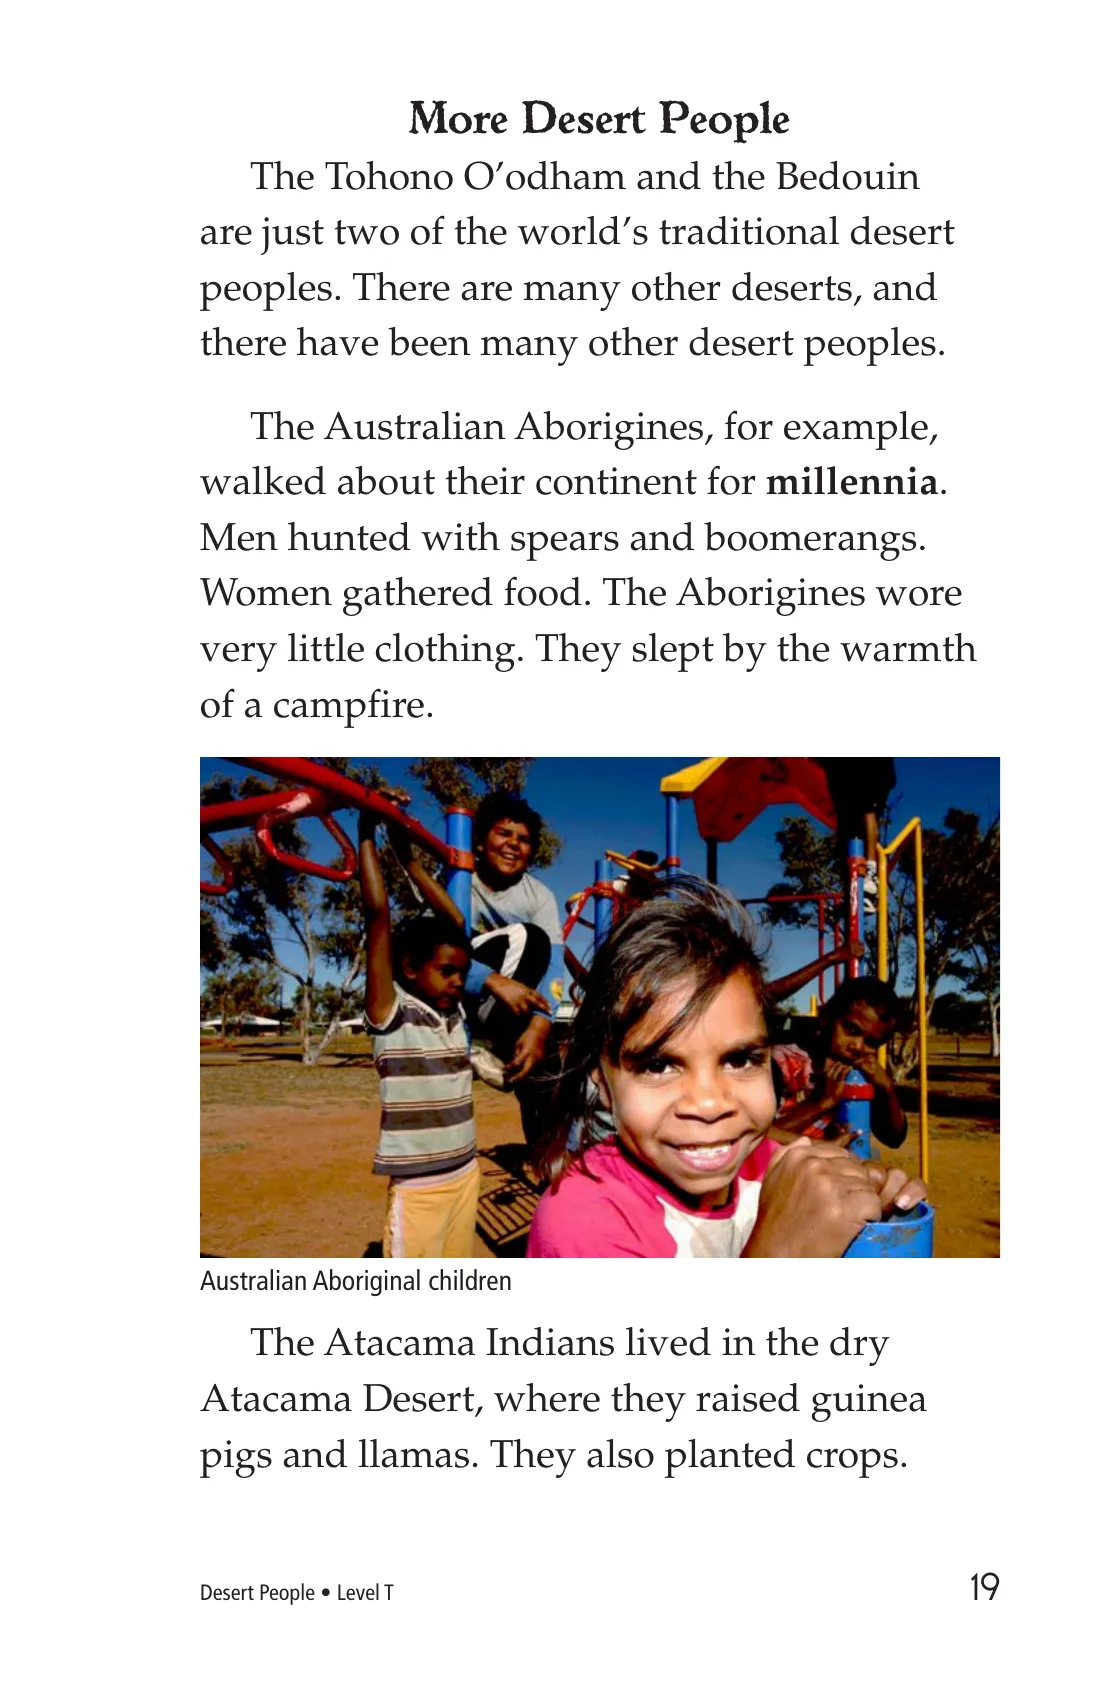 More Desert People
The Tohono O’odham and the Bedouin
are just two of the world’s traditional desert
peoples. There are many other deserts, and
there have been many other desert peoples.
The Australian Aborigines, for example,
walked about their continent for millennia.
Men hunted with spears and boomerangs.
Women gathered food. The Aborigines wore
very little clothing. They slept by the warmth
of a campfire.
Australian Aboriginal children
The Atacama Indians lived in the dry
Atacama Desert, where they raised guinea
pigs and llamas. They also planted crops.
Desert People • Level T
19